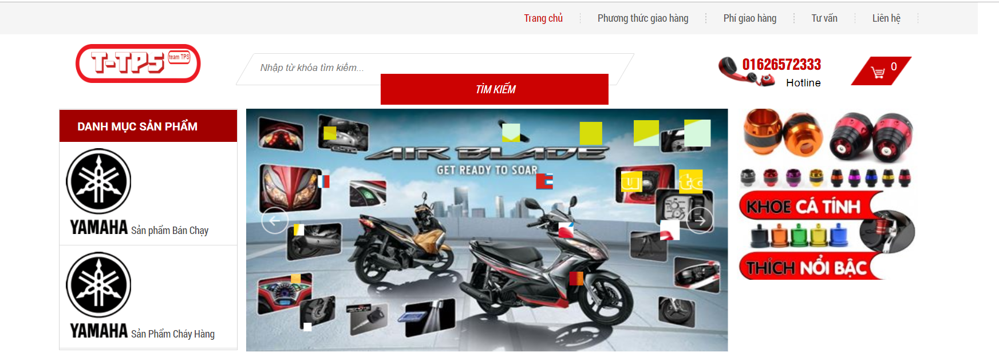 Trang chủ
Phương thức giao hàng
Phí giao hàng
Tư vấn
Liên hệ
T-TPS
team TPS
Nhập từ khóa tìm kiếm...
TÌM KIẾM
01626572333
Hotline
0
DANH MỤC SẢN PHẨM
YAMAHA Sản phẩm Bán Chạy
YAMAHA Sản Phẩm Cháy Hàng
AIR BLADE
GET READY TO SOAR
KHOE CÁ TÍNH
THÍCH NỔI BẬC